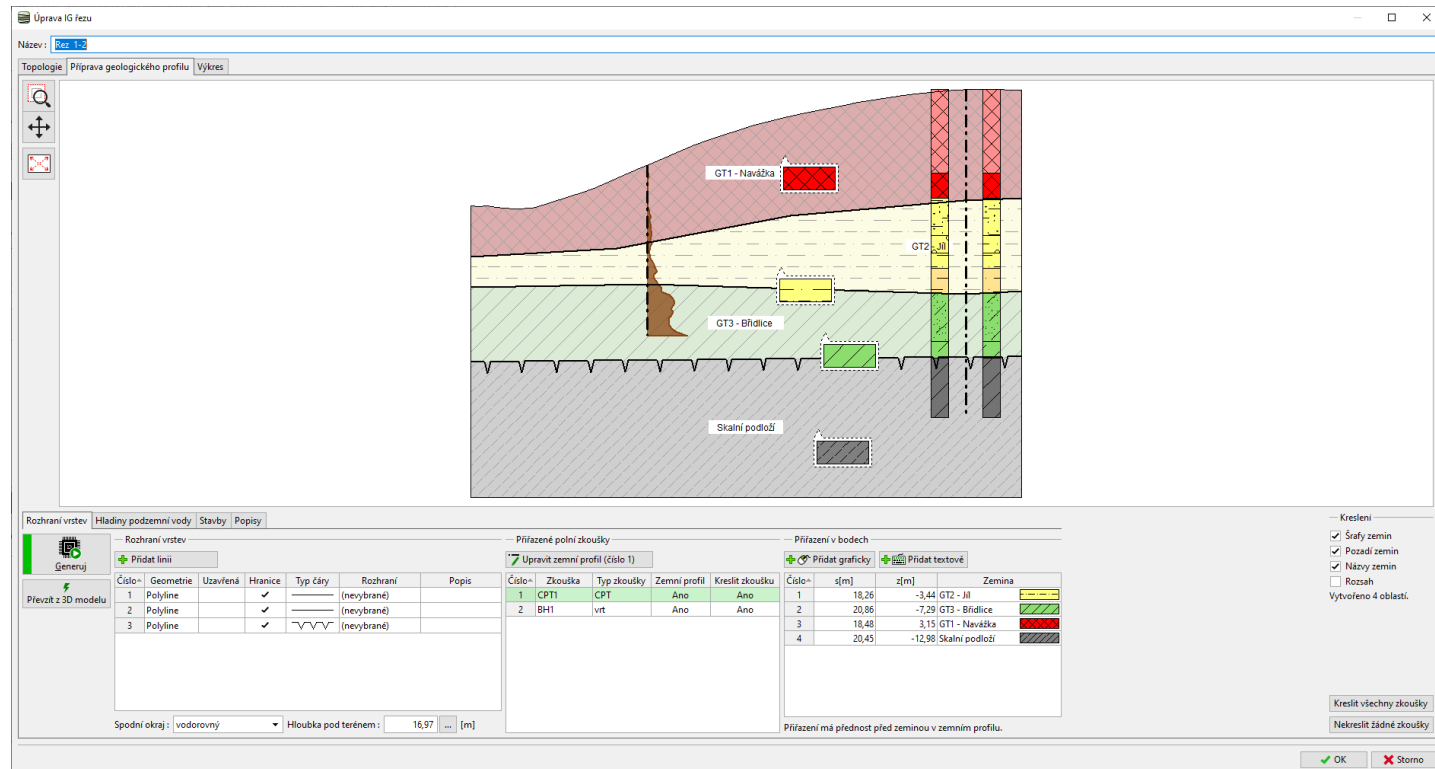 Úprava IG řezu
Název : Rez 1-2
Topologie Příprava geologického profilu Výkres
GT1 - Navážka
GT2 - Jíl
GT3 - Břidlice
Skalní podloží
Rozhraní vrstev Hladiny podzemní vody Stavby Popisy
Generuj
Převzít z 3D modelu
Rozhraní vrstev
Přidat linii
Číslo Geometrie Uzavřená Hranice Typ čáry Rozhraní Popis
1 Polyline (nevybrané)
2 Polyline (nevybrané)
3 Polyline (nevybrané)
Spodní okraj : vodorovný Hloubka pod terénem : 16,97 ... [m]
Přiřazené polní zkoušky
Upravit zemní profil (číslo 1)
Číslo Zkouška Typ zkoušky Zemní profil Kreslit zkoušku
1 CPT1 CPT Ano Ano
2 BH1 vrt Ano Ano
Přiřazení v bodech
Přidat graficky Přidat textově
Číslo s[m] z[m] Zemina
1 18,26 -3,44 GT2 - Jíl
2 20,86 -7,29 GT3 - Břidlice
3 18,48 3,15 GT1 - Navážka
4 20,45 -12,98 Skalní podloží
Přiřazení má přednost před zeminou v zemním profilu.
Kreslení
Šrafy zemin
Pozadí zemin
Názvy zemin
Rozsah
Vytvořeno 4 oblastí.
Kreslit všechny zkoušky
Nekreslit žádné zkoušky
OK Storno